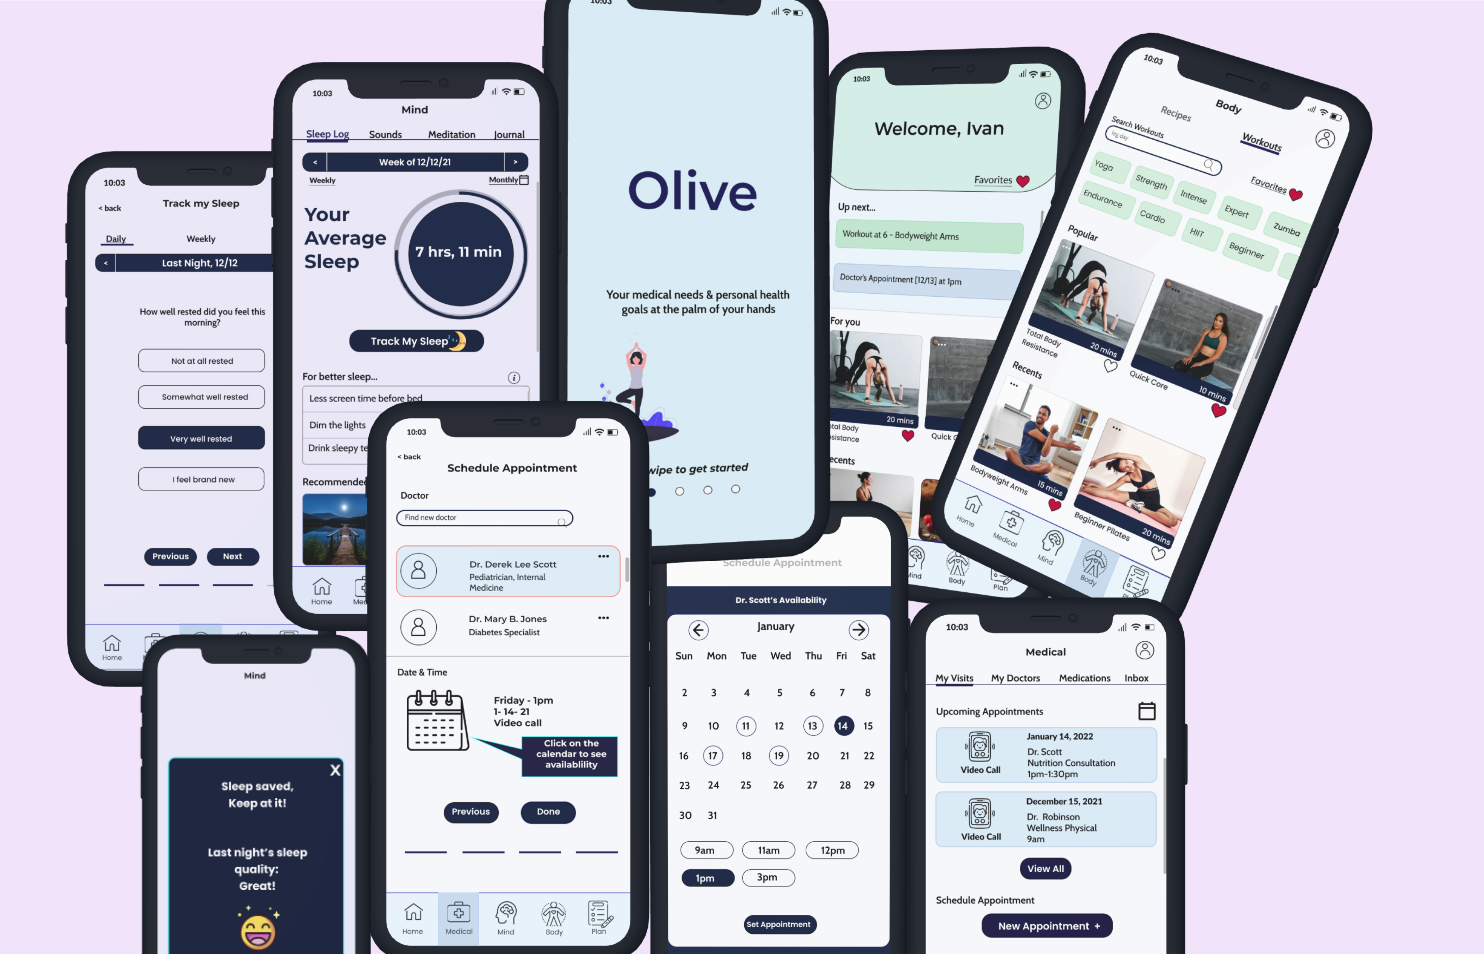 10:03
< back
Track my Sleep
Daily
Weekly
<
Last Night, 12/12
How well rested did you feel this
morning?
Not at all rested
Somewhat well rested
Very well rested
I feel brand new
Previous
Next
Home
10:03
Mind
Sleep Log
Sounds
Meditation
Journal
<
Week of 12/12/21
>
Weekly
Monthly
Your
Average
Sleep
7 hrs, 11 min
Track My Sleep
For better sleep...
i
Less screen time before bed
Dim the lights
Drink sleepy te
Recommended
Home
Med
10:03
Olive
Your medical needs & personal health
goals at the palm of your hands
wipe to get started
10:03
Welcome, Ivan
Favorites
Up next...
Workout at 6 - Bodyweight Arms
Doctor's Appointment [12/13] at 1pm
For you
20 mins
tal Body
sistance
Quick C
ecents
Mind
Body
Plan
10:03
Body
Recipes
Workouts
Search Workouts
leg day
Favorites
Yoga
Strength
Intense
Expert
Zumba
Endurance
Cardio
HIIT
Beginner
Popular
20 mins
Total Body
Resistance
10 mins
Quick Core
Recents
15 mins
Bodyweight Arms
20 mins
Beginner Pilates
Home
Medical
Mind
Body
Plan
Mind
X
Sleep saved,
Keep at it!
Last night's sleep
quality:
Great!
10:03
< back
Schedule Appointment
Doctor
Find new doctor
Dr. Derek Lee Scott
Pediatrician, Internal
Medicine
Dr. Mary B. Jones
Diabetes Specialist
Date & Time
Friday - 1pm
1- 14- 21
Video call
Click on the
calendar to see
availablility
Previous
Done
Home
Medical
Mind
Body
Plan
Schedule Appointment
Dr. Scott's Availability
January
Sun Mon Tue Wed Thu Fri Sat
2 3 4 5 6 7 8
9 10 11 12 13 14 15
16 17 18 19 20 21 22
23 24 25 26 27 28 29
30 31
9am
11am
12pm
1pm
3pm
Set Appointment
10:03
Medical
My Visits
My Doctors
Medications
Inbox
Upcoming Appointments
Video Call
January 14, 2022
Dr. Scott
Nutrition Consultation
1pm-1:30pm
Video Call
December 15, 2021
Dr. Robinson
Wellness Physical
9am
View All
Schedule Appointment
New Appointment +